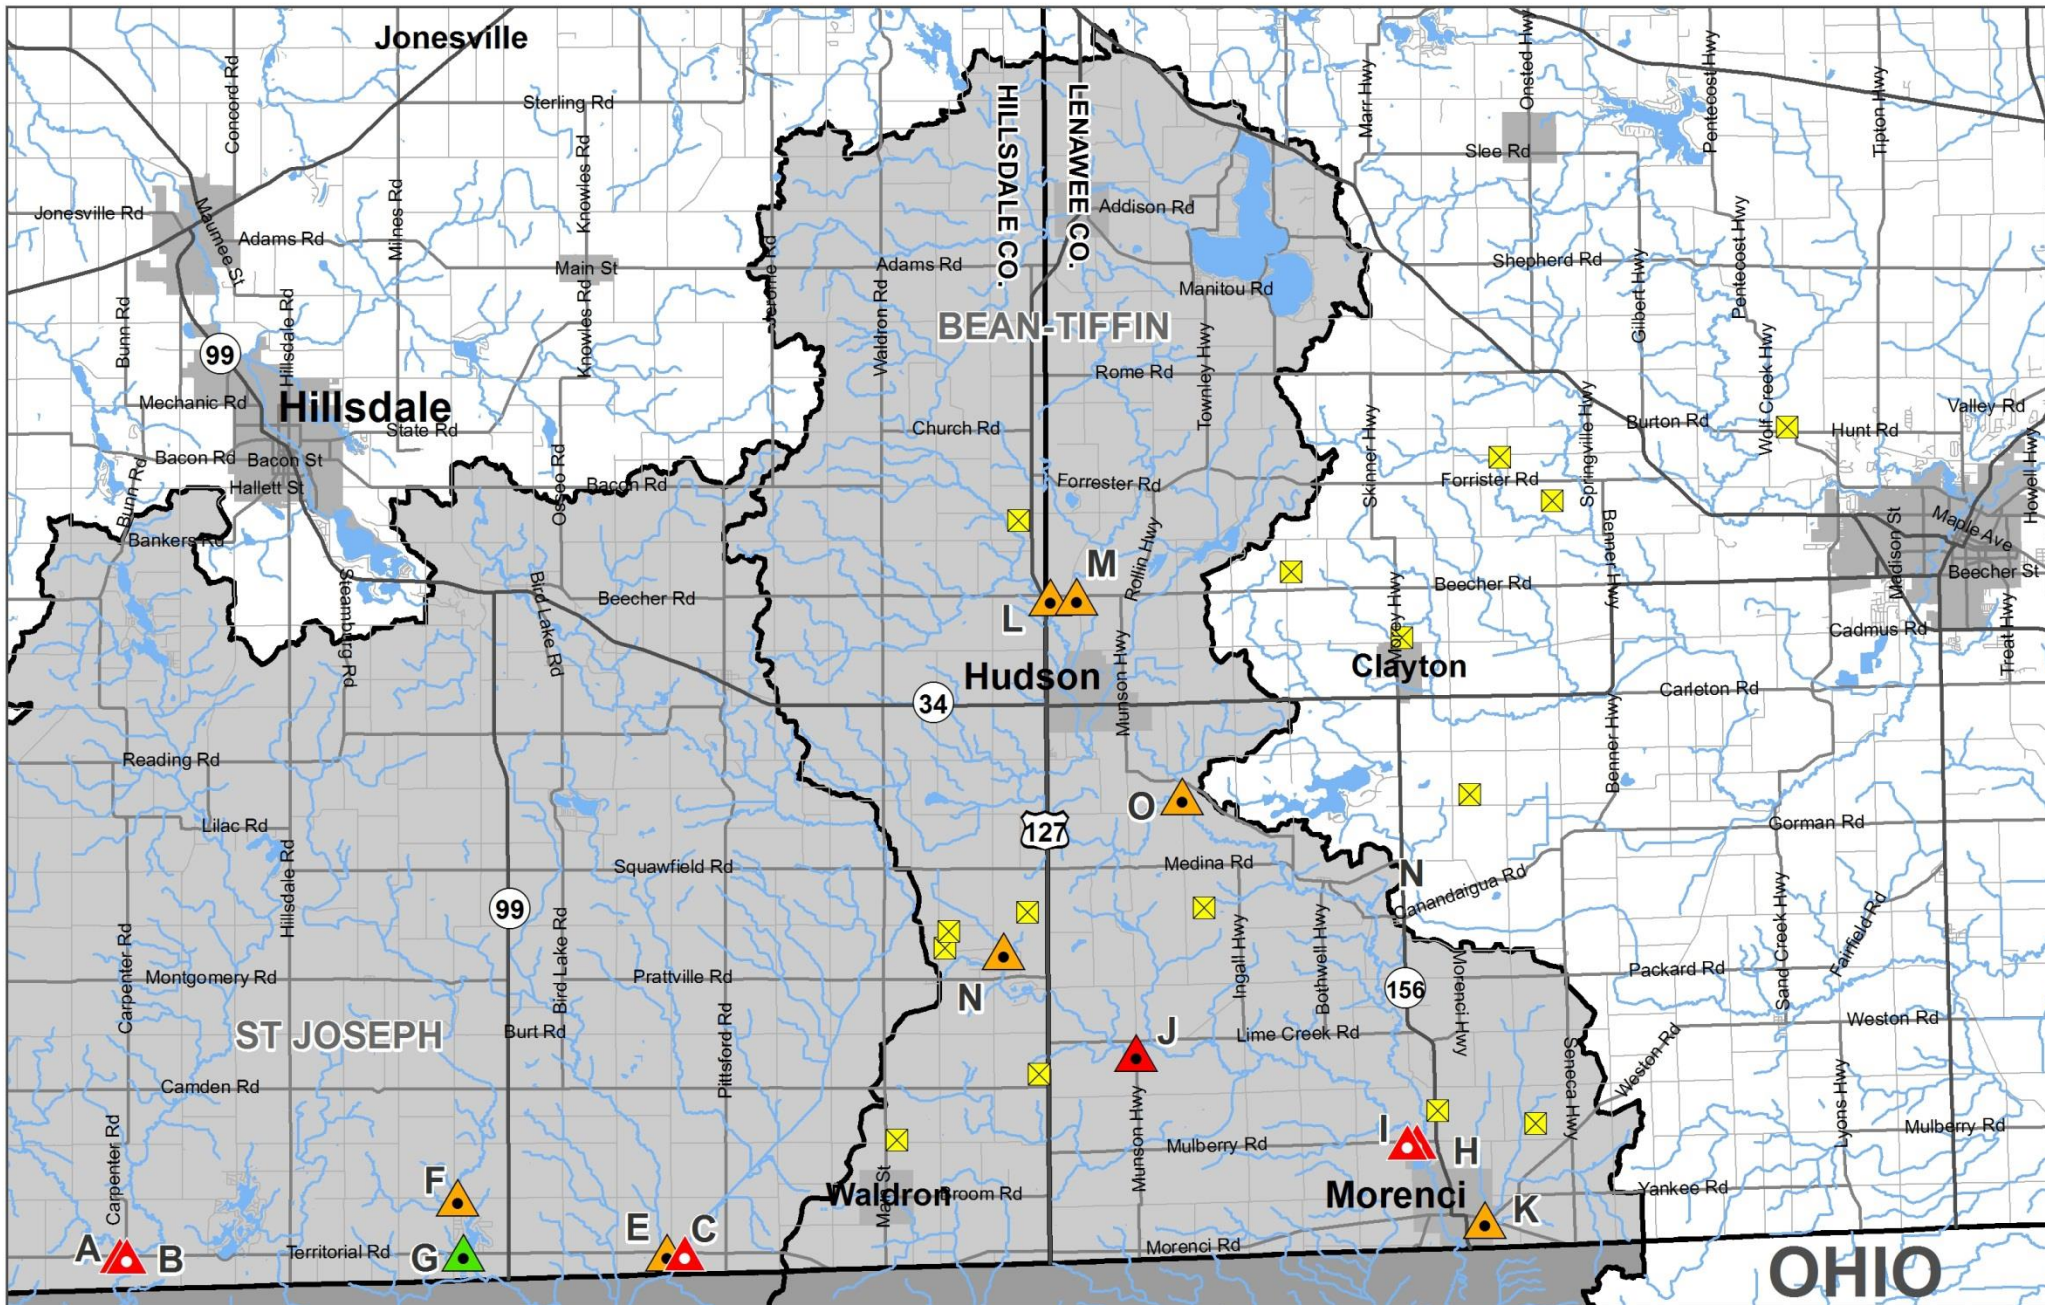 Jonesville
Concord Rd
Sterling Rd
Knowles Rd
Milnes Rd
Jonesville Rd
Maumee St
Adams Rd
Main St
Jerome Rd
Knowles Rd
Bunn Rd
Hillsdale Rd
99
Mechanic Rd
Hillsdale
State Rd
Bacon Rd
Bacon St
Hallett St
Bunn Rd
Bankers Rd
Osseo Rd
Bacon Rd
Steamburg Rd
Bird Lake Rd
Beecher Rd
HILLSDALE CO.
LENAWEE CO.
Addison Rd
Adams Rd
Manitou Rd
Waldron Rd
BEAN-TIFFIN
Townley Hwy
Rome Rd
Church Rd
Forrester Rd
Rollin Hwy
M
L
Munson Hwy
Hudson
34
Marr Hwy
Onsted Hwy
Pentecost Hwy
Tipton Hwy
Slee Rd
Shepherd Rd
Gilbert Hwy
Pentecost Hwy
Wolf Creek Hwy
Skinner Hwy
Springville Hwy
Burton Rd
Valley Rd
Hunt Rd
Howell Hwy
Forrister Rd
Benner Hwy
Madison St
Maple Ave
Beecher Rd
Beecher St
Morey Hwy
Cadmus Rd
Treat Hwy
Clayton
Carleton Rd
Benner Hwy
Reading Rd
Lilac Rd
Hillsdale Rd
Squawfield Rd
99
Carpenter Rd
Bird Lake Rd
Montgomery Rd
Prattville Rd
ST JOSEPH
Burt Rd
Pittsford Rd
Camden Rd
Carpenter Rd
F
A
B
Territorial Rd
G
E
C
O
127
Medina Rd
N
Canandaigua Rd
Gorman Rd
Ingall Hwy
Bothwell Hwy
N
156
Morenci Hwy
Packard Rd
Sand Creek Hwy
Fairfield Rd
J
Lime Creek Rd
Weston Rd
Weston Rd
Seneca Hwy
Lyons Hwy
Munson Hwy
Mulberry Rd
I
H
Mulberry Rd
Waldron
Main St
Broom Rd
Morenci
K
Yankee Rd
Morenci Rd
OHIO